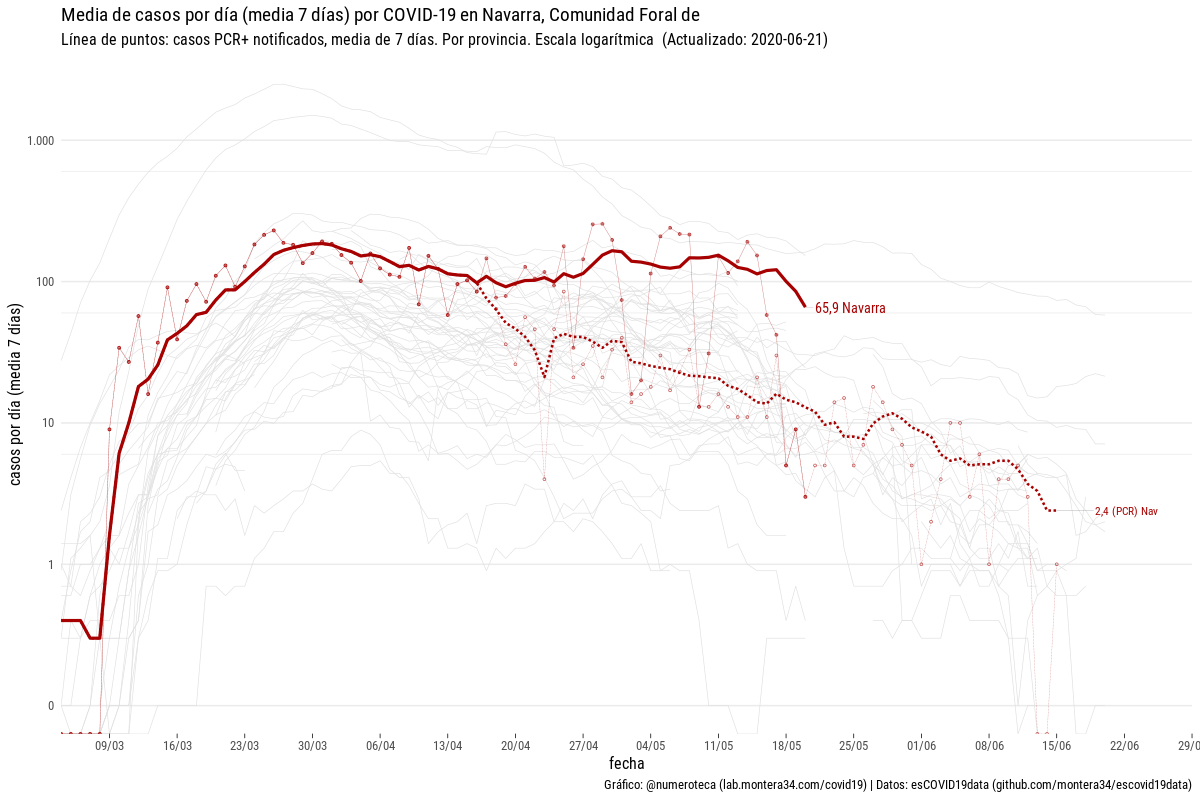 Media de casos por día (media 7 días) por COVID-19 en Navarra, Comunidad Foral de
Línea de puntos: casos PCR+ notificados, media de 7 días. Por provincia. Escala logarítmica (Actualizado: 2020-06-21)
casos por día (media 7 días)
1.000
100
10
1
0
65,9 Navarra
2,4 (PCR) Nav
09/03 16/03 23/03 30/03 06/04 13/04 20/04 27/04 04/05 11/05 18/05 25/05 01/06 08/06 15/06 22/06 29/0
fecha
Gráfico: @numeroteca (lab.montera34.com/covid19) | Datos: esCOVID19data (github.com/montera34/escovid19data)